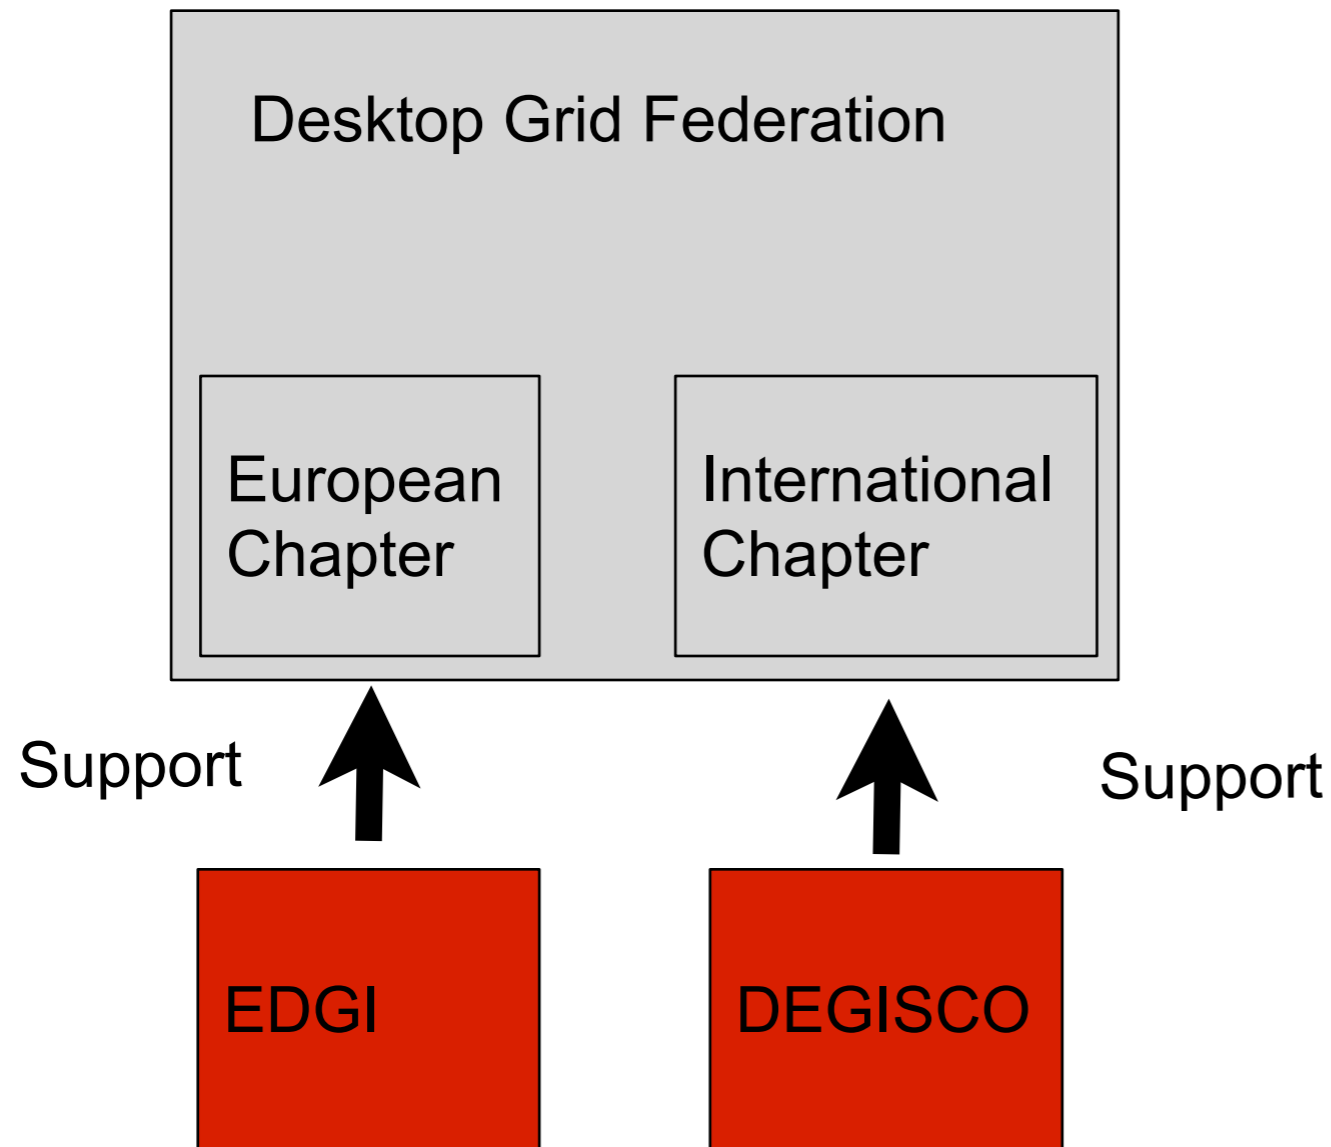 Desktop Grid Federation
European
Chapter
International
Chapter
Support
Support
EDGI
DEGISCO